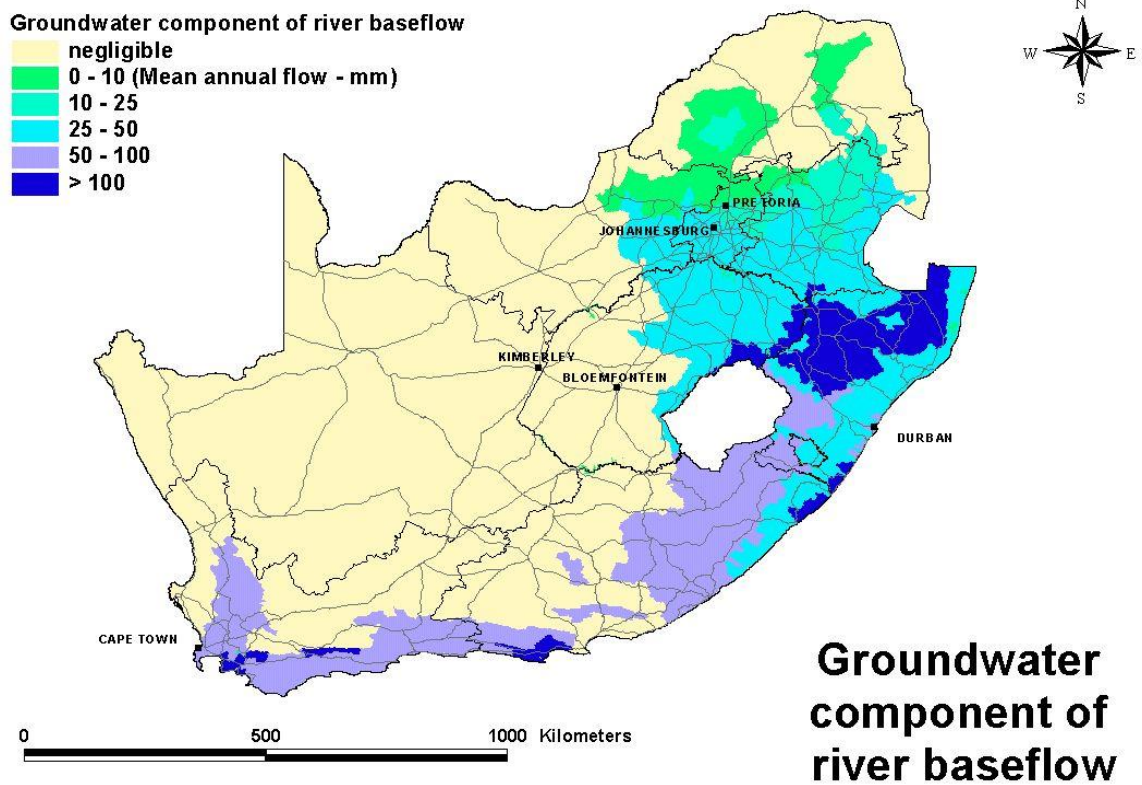 Groundwater component of river baseflow
negligible
0 - 10 (Mean annual flow - mm)
10 - 25
25 - 50
50 - 100
> 100
N
W E
S
PRETORIA
JOHANNESBURG
KIMBERLEY
BLOEMFONTEIN
DURBAN
CAPE TOWN
0 500 1000 Kilometers
Groundwater
component of
river baseflow